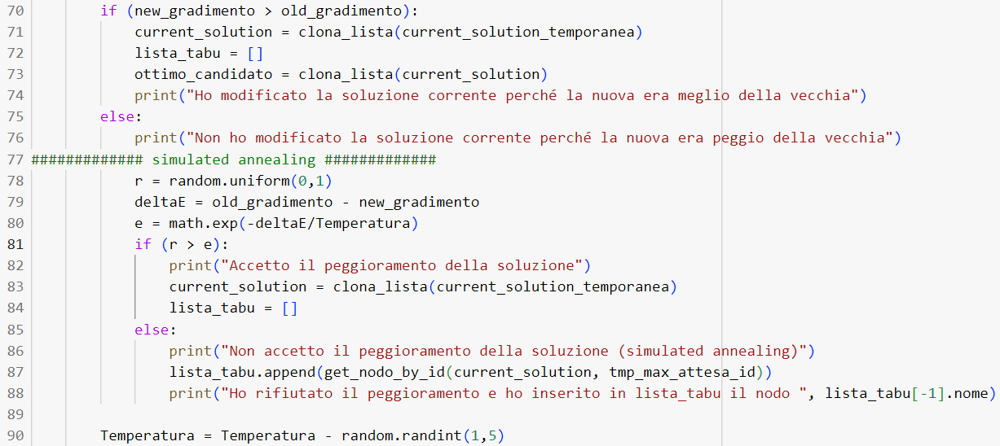 70 if (new_gradimento > old_gradimento):
71 current_solution = clona_lista(current_solution_temporanea)
72 lista_tabu = []
73 ottimo_candidato = clona_lista(current_solution)
74 print("Ho modificato la soluzione corrente perché la nuova era meglio della vecchia")
75 else:
76 print("Non ho modificato la soluzione corrente perché la nuova era peggio della vecchia")
77 ############# simulated annealing #############
78 r = random.uniform(0,1)
79 deltaE = old_gradimento - new_gradimento
80 e = math.exp(-deltaE/Temperatura)
81 if (r > e):
82 print("Accetto il peggioramento della soluzione")
83 current_solution = clona_lista(current_solution_temporanea)
84 lista_tabu = []
85 else:
86 print("Non accetto il peggioramento della soluzione (simulated annealing)")
87 lista_tabu.append(get_nodo_by_id(current_solution, tmp_max_attesa_id))
88 print("Ho rifiutato il peggioramento e ho inserito in lista_tabu il nodo ", lista_tabu[-1].nome)
89
90 Temperatura = Temperatura - random.randint(1,5)